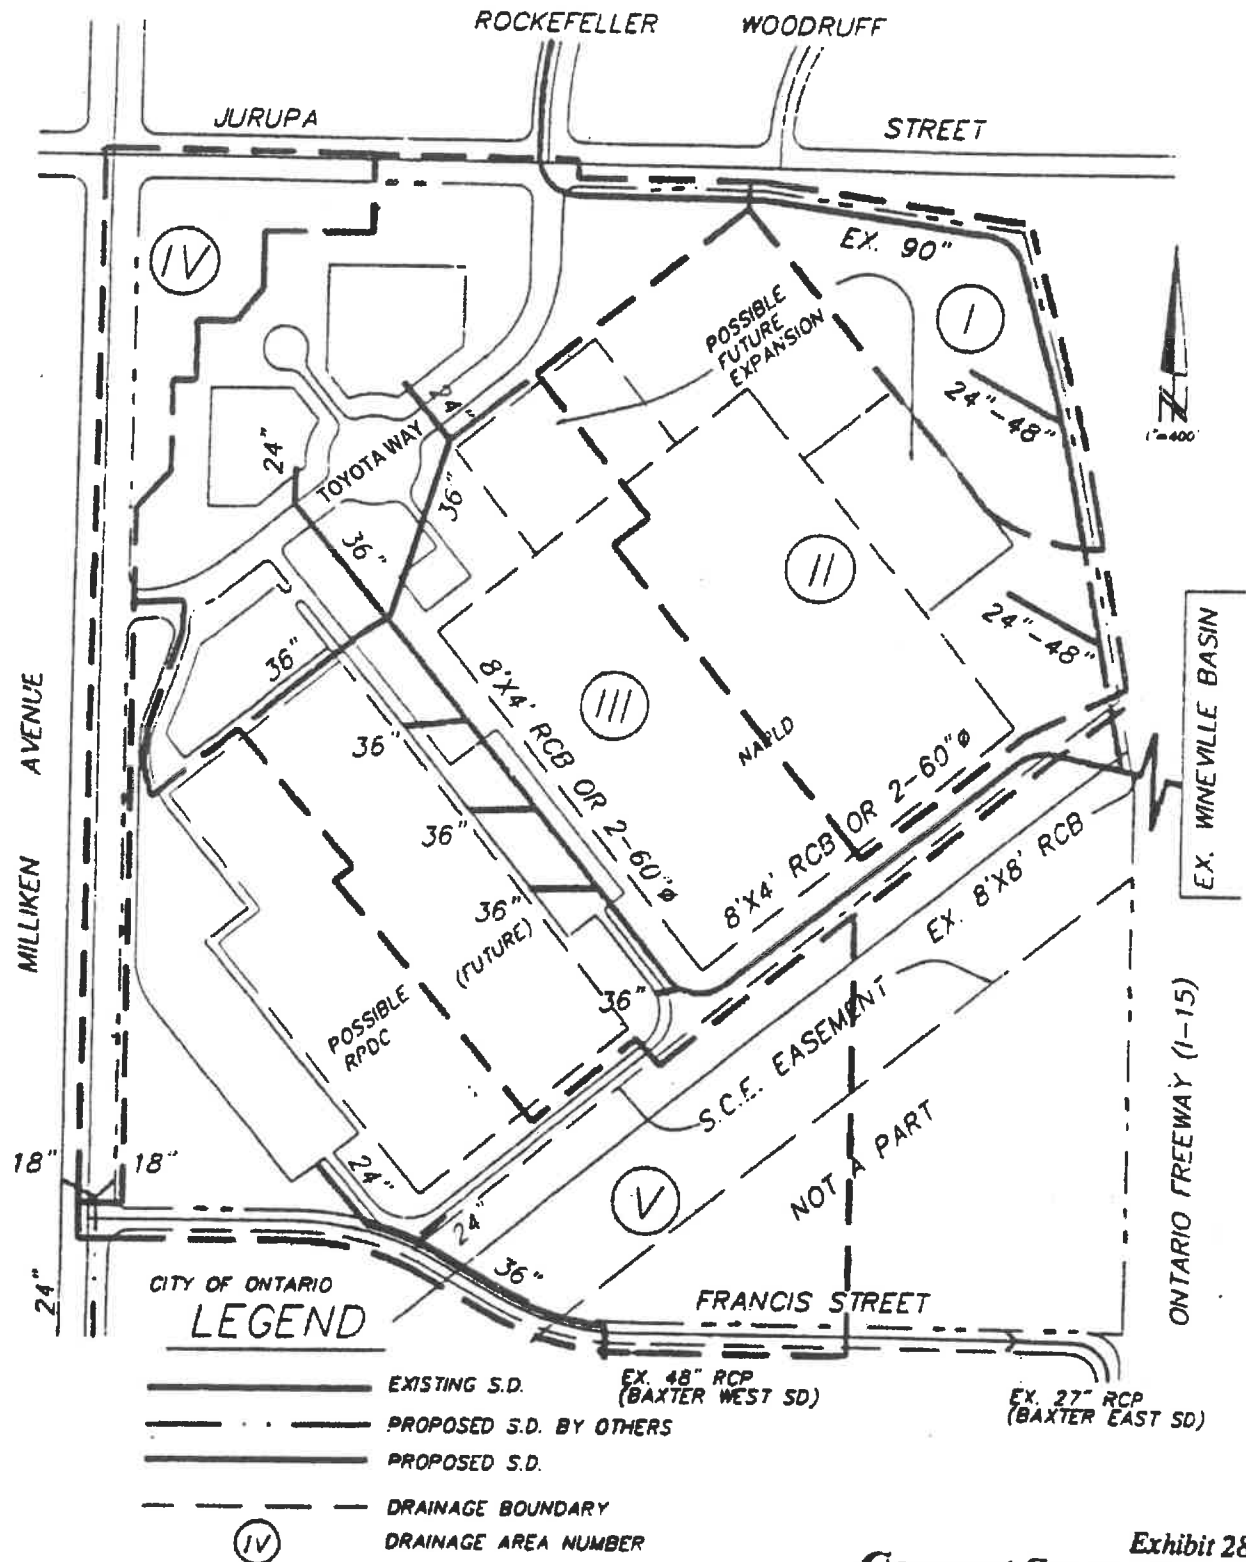 ROCKEFELLER
WOODRUFF
JURUPA
STREET
IV
EX. 90"
I
POSSIBLE
FUTURE
EXPANSION
24"-48"
1"=400'
24"
24"
TOYOTA WAY
36"
36"
II
24"-48"
36"
III
8'X4' RCB OR 2-60"ø
NAPLD
36"
8'X4' RCB OR 2-60"ø
36"
EX. 8'X8' RCB
EX. WINEVILLE BASIN
MILLIKEN AVENUE
36"
(FUTURE)
POSSIBLE
RPDC
36"
S.C.E. EASEMENT
ONTARIO FREEWAY (I-15)
NOT A PART
18"
18"
24"
V
24"
36"
24"
CITY OF ONTARIO
FRANCIS STREET
LEGEND
EX. 48" RCP
(BAXTER WEST SD)
EX. 27" RCP
(BAXTER EAST SD)
EXISTING S.D.
PROPOSED S.D. BY OTHERS
PROPOSED S.D.
DRAINAGE BOUNDARY
IV
DRAINAGE AREA NUMBER
Exhibit 28